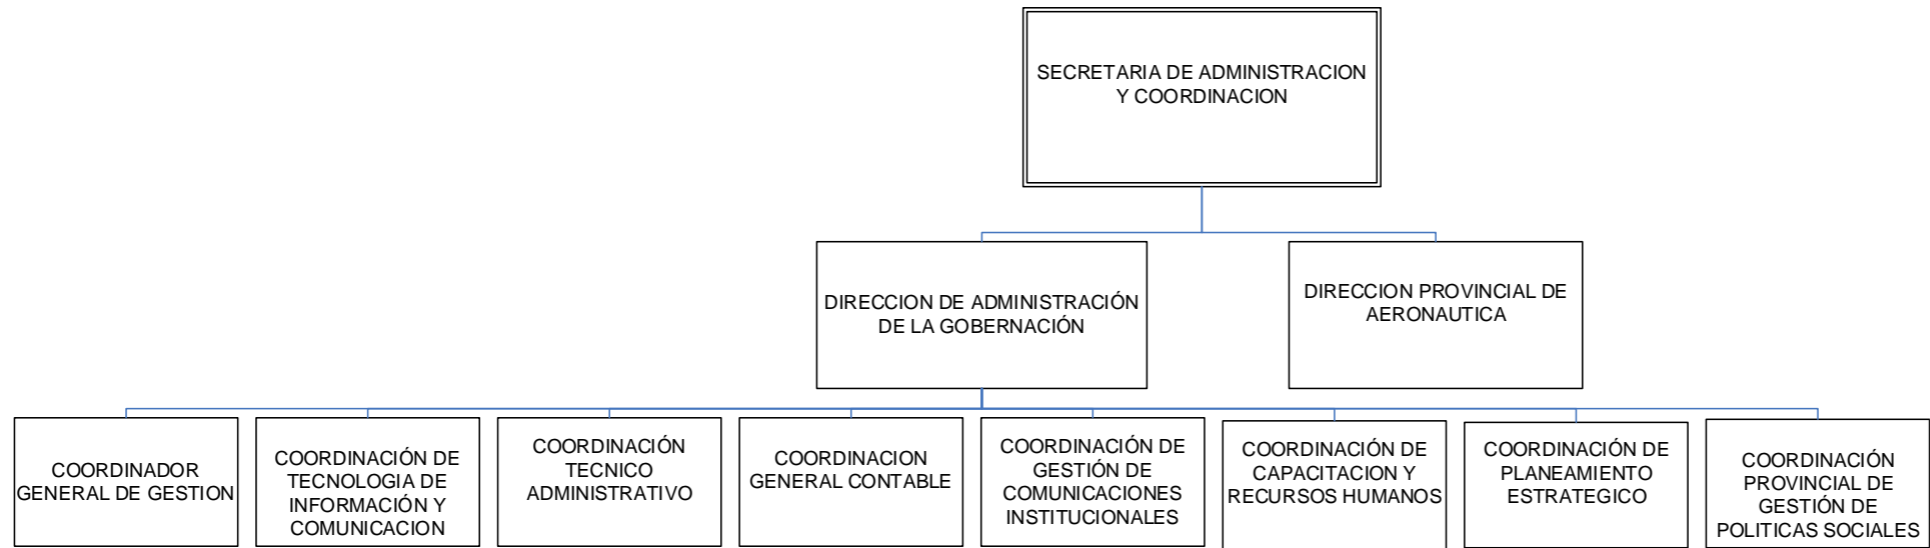 SECRETARIA DE ADMINISTRACION
Y COORDINACION
DIRECCION DE ADMINISTRACIÓN
DE LA GOBERNACIÓN
DIRECCION PROVINCIAL DE
AERONAUTICA
COORDINADOR
GENERAL DE GESTION
COORDINACIÓN DE
TECNOLOGIA DE
INFORMACIÓN Y
COMUNICACION
COORDINACIÓN
TECNICO
ADMINISTRATIVO
COORDINACION
GENERAL CONTABLE
COORDINACIÓN DE
GESTIÓN DE
COMUNICACIONES
INSTITUCIONALES
COORDINACIÓN DE
CAPACITACION Y
RECURSOS HUMANOS
COORDINACIÓN DE
PLANEAMIENTO
ESTRATEGICO
COORDINACIÓN
PROVINCIAL DE
GESTIÓN DE
POLITICAS SOCIALES